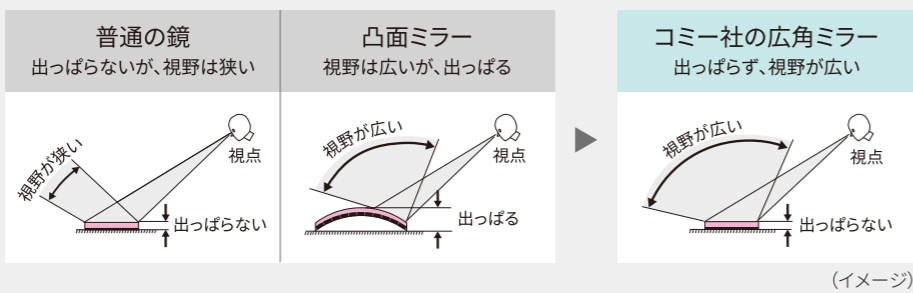 普通の鏡
出っぱらないが、視野は狭い
視野が狭い
視点
出っぱらない
凸面ミラー
視野は広いが、出っぱる
視野が広い
視点
出っぱる
コミー社の広角ミラー
出っぱらず、視野が広い
視野が広い
視点
出っぱらない
（イメージ）